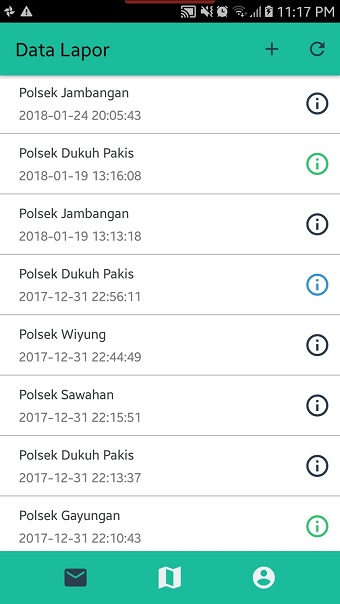 11:17 PM
Data Lapor
Polsek Jambangan
2018-01-24 20:05:43
Polsek Dukuh Pakis
2018-01-19 13:16:08
Polsek Jambangan
2018-01-19 13:13:18
Polsek Dukuh Pakis
2017-12-31 22:56:11
Polsek Wiyung
2017-12-31 22:44:49
Polsek Sawahan
2017-12-31 22:15:51
Polsek Dukuh Pakis
2017-12-31 22:13:37
Polsek Gayungan
2017-12-31 22:10:43